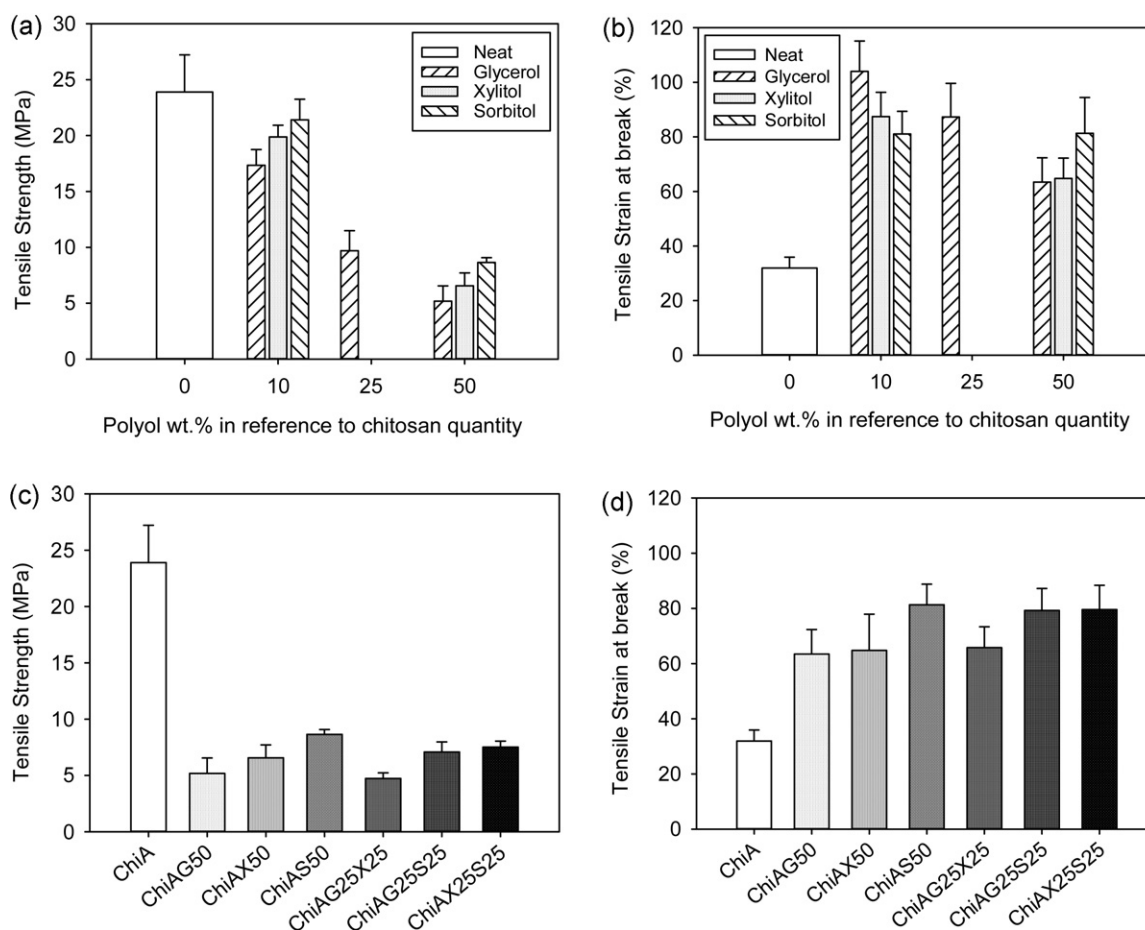 (a)
Tensile Strength (MPa)
30
25
20
15
10
5
0
Neat
Glycerol
Xylitol
Sorbitol
0 10 25 50
Polyol wt.% in reference to chitosan quantity
(b)
Tensile Strain at break (%)
120
100
80
60
40
20
0
Neat
Glycerol
Xylitol
Sorbitol
0 10 25 50
Polyol wt.% in reference to chitosan quantity
(c)
Tensile Strength (MPa)
30
25
20
15
10
5
0
ChiA
ChiAG50
ChiAX50
ChiAS50
ChiAG25X25
ChiAG25S25
ChiAX25S25
(d)
Tensile Strain at break (%)
120
100
80
60
40
20
0
ChiA
ChiAG50
ChiAX50
ChiAS50
ChiAG25X25
ChiAG25S25
ChiAX25S25